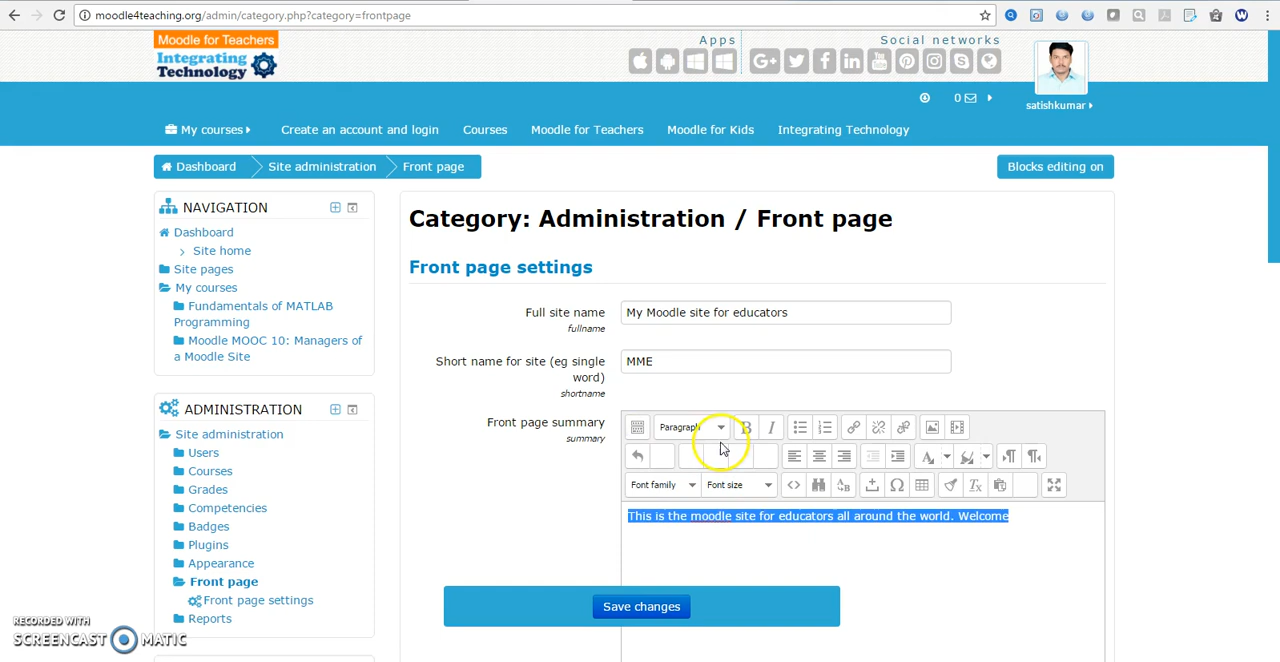 moodle4teaching.org/admin/category.php?category=frontpage
Moodle for Teachers
Integrating
Technology
Apps
Social networks
0
satishkumar
My courses
Create an account and login
Courses
Moodle for Teachers
Moodle for Kids
Integrating Technology
Dashboard
Site administration
Front page
Blocks editing on
NAVIGATION
Dashboard
Site home
Site pages
My courses
Fundamentals of MATLAB
Programming
Moodle MOOC 10: Managers of
a Moodle Site
ADMINISTRATION
Site administration
Users
Courses
Grades
Competencies
Badges
Plugins
Appearance
Front page
Front page settings
Reports
Category: Administration / Front page
Front page settings
Full site name
fullname
My Moodle site for educators
Short name for site (eg single
word)
shortname
MME
Front page summary
summary
Paragraph
B I
Font family
Font size
This is the moodle site for educators all around the world. Welcome
Save changes
RECORDED WITH
SCREENCAST MATIC